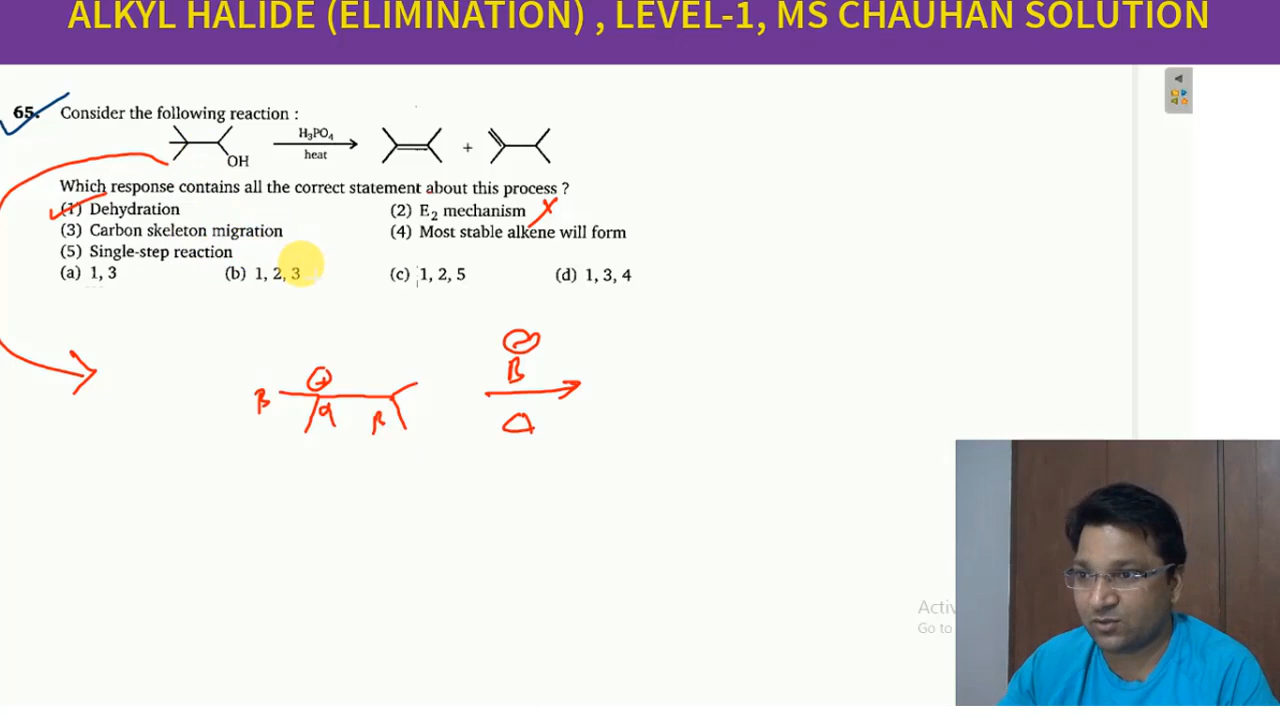 ALKYL HALIDE (ELIMINATION) , LEVEL-1, MS CHAUHAN SOLUTION
65. Consider the following reaction :
OH
H₃PO₄
heat
+
Which response contains all the correct statement about this process ?
(1) Dehydration (2) E₂ mechanism
(3) Carbon skeleton migration (4) Most stable alkene will form
(5) Single-step reaction
(a) 1, 3 (b) 1, 2, 3 (c) 1, 2, 5 (d) 1, 3, 4
⊕
β α β
⊖
B
Δ
Activ
Go to